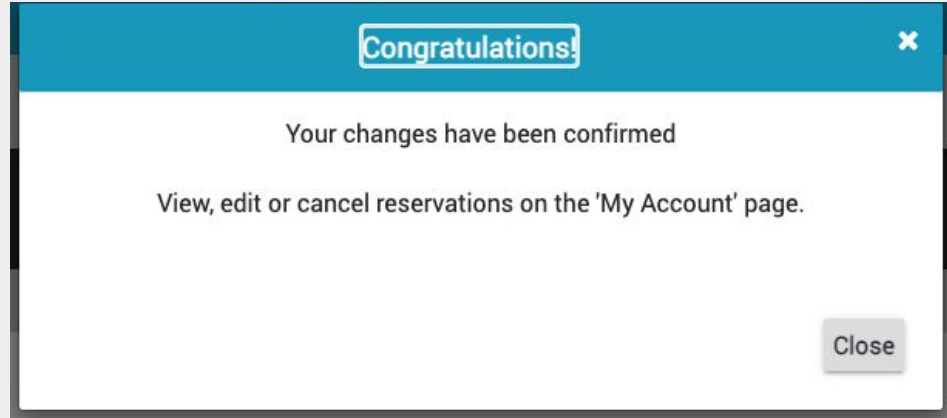 Congratulations!
Your changes have been confirmed
View, edit or cancel reservations on the 'My Account' page.
Close